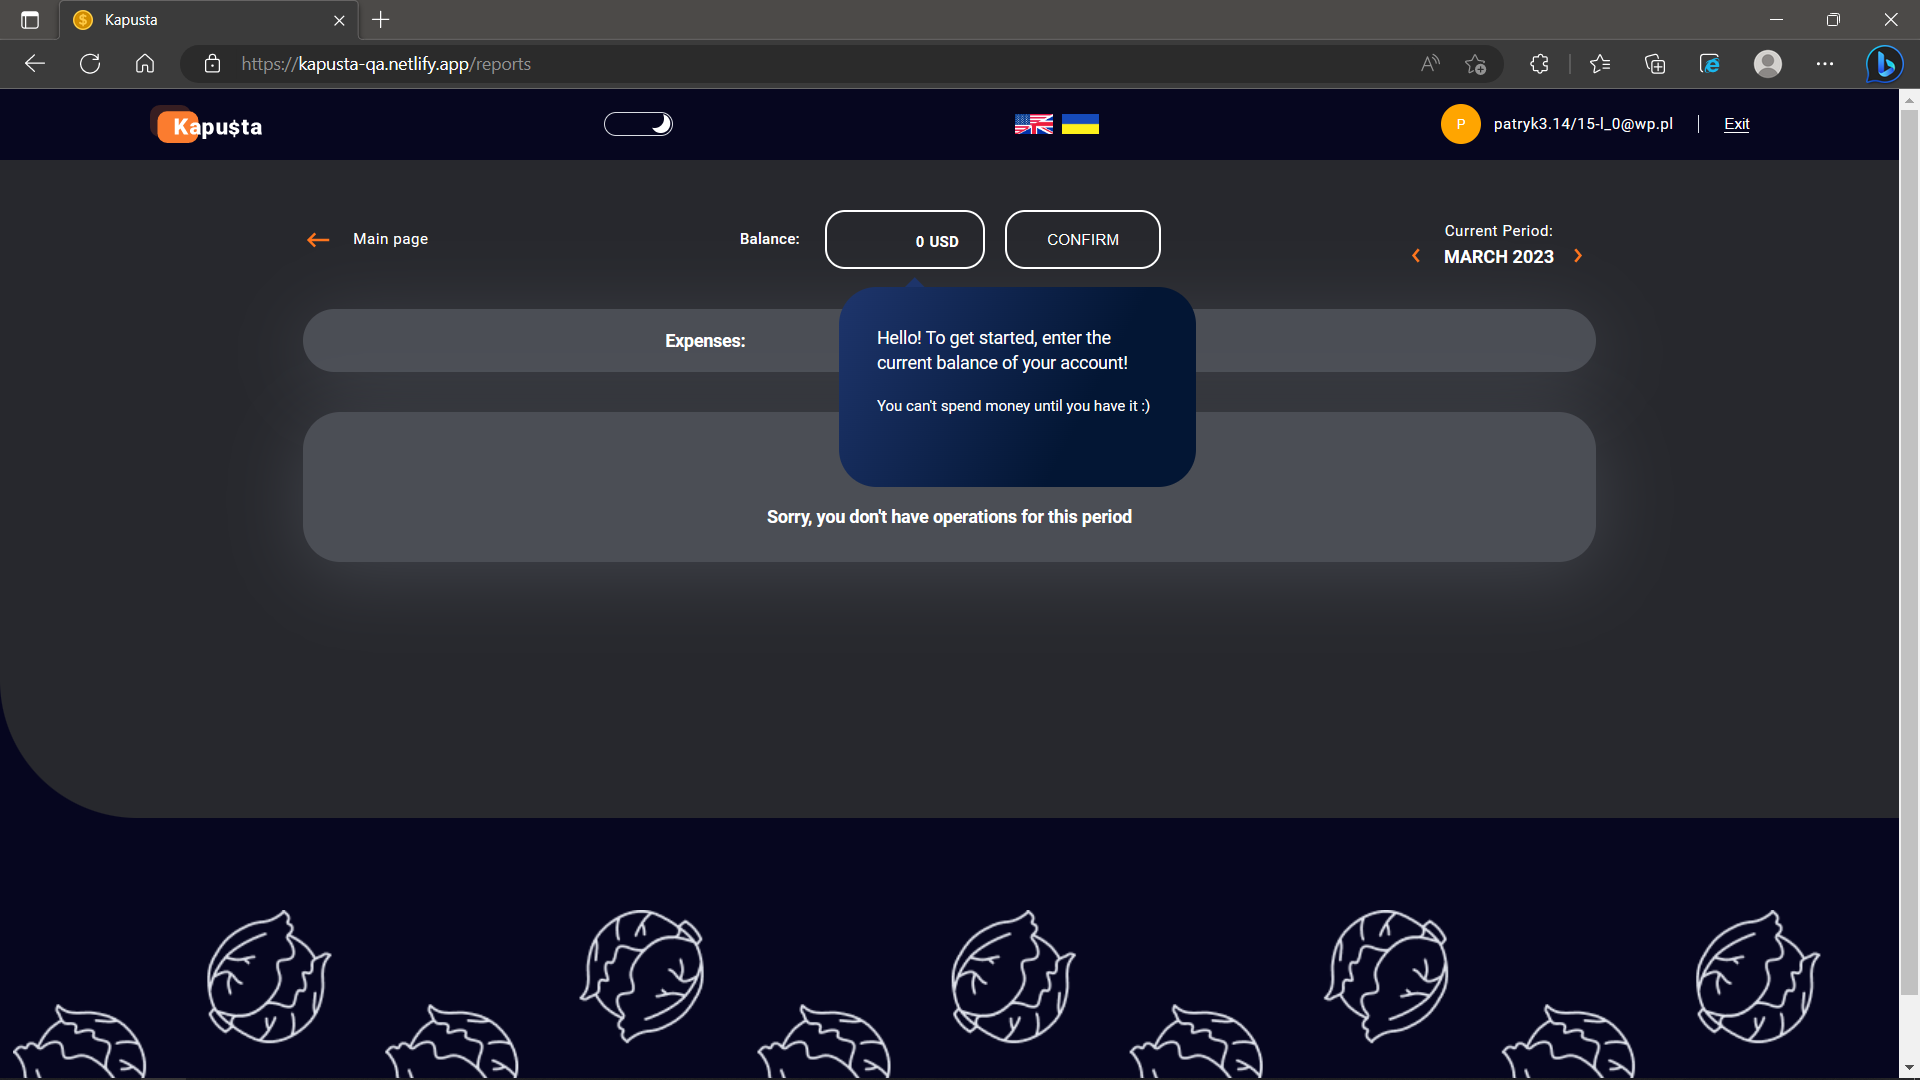 Kapusta
https://kapusta-qa.netlify.app/reports
Kapu$ta
P patryk3.14/15-l_0@wp.pl | Exit
Main page
Balance:
0 USD
CONFIRM
Current Period:
MARCH 2023
Expenses:
Hello! To get started, enter the
current balance of your account!
You can't spend money until you have it :)
Sorry, you don't have operations for this period